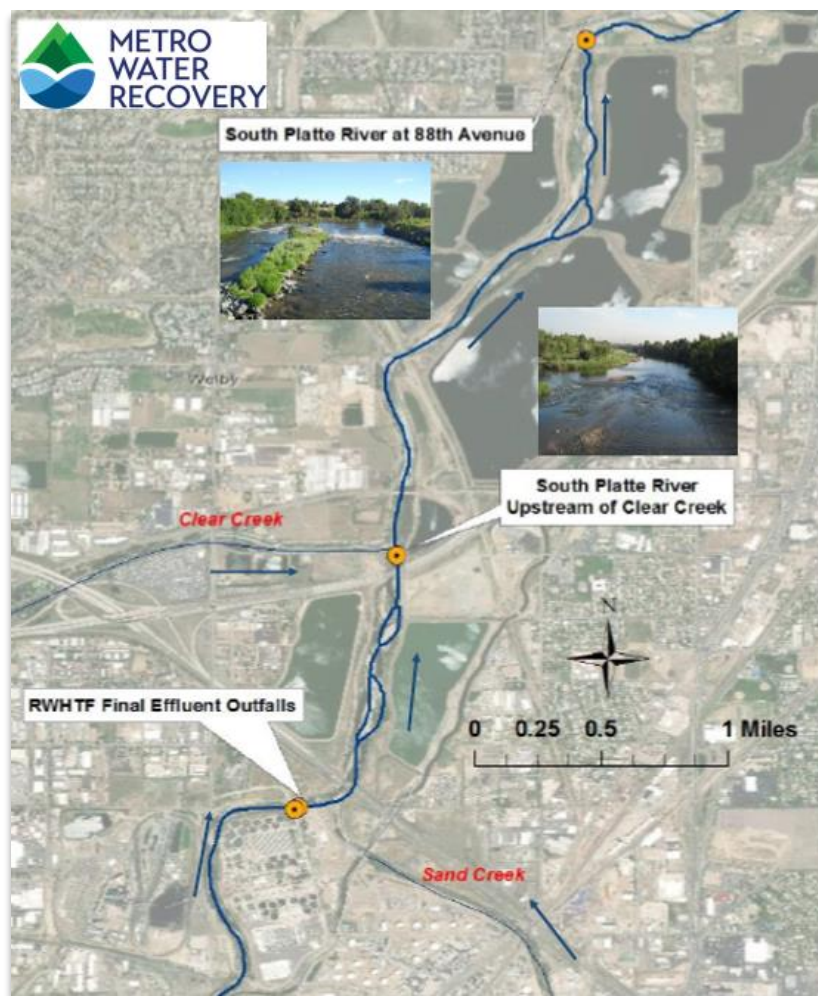 METRO
WATER
RECOVERY
South Platte River at 88th Avenue
Welby
South Platte River
Upstream of Clear Creek
Clear Creek
N
RWHTF Final Effluent Outfalls
0 0.25 0.5 1 Miles
Sand Creek